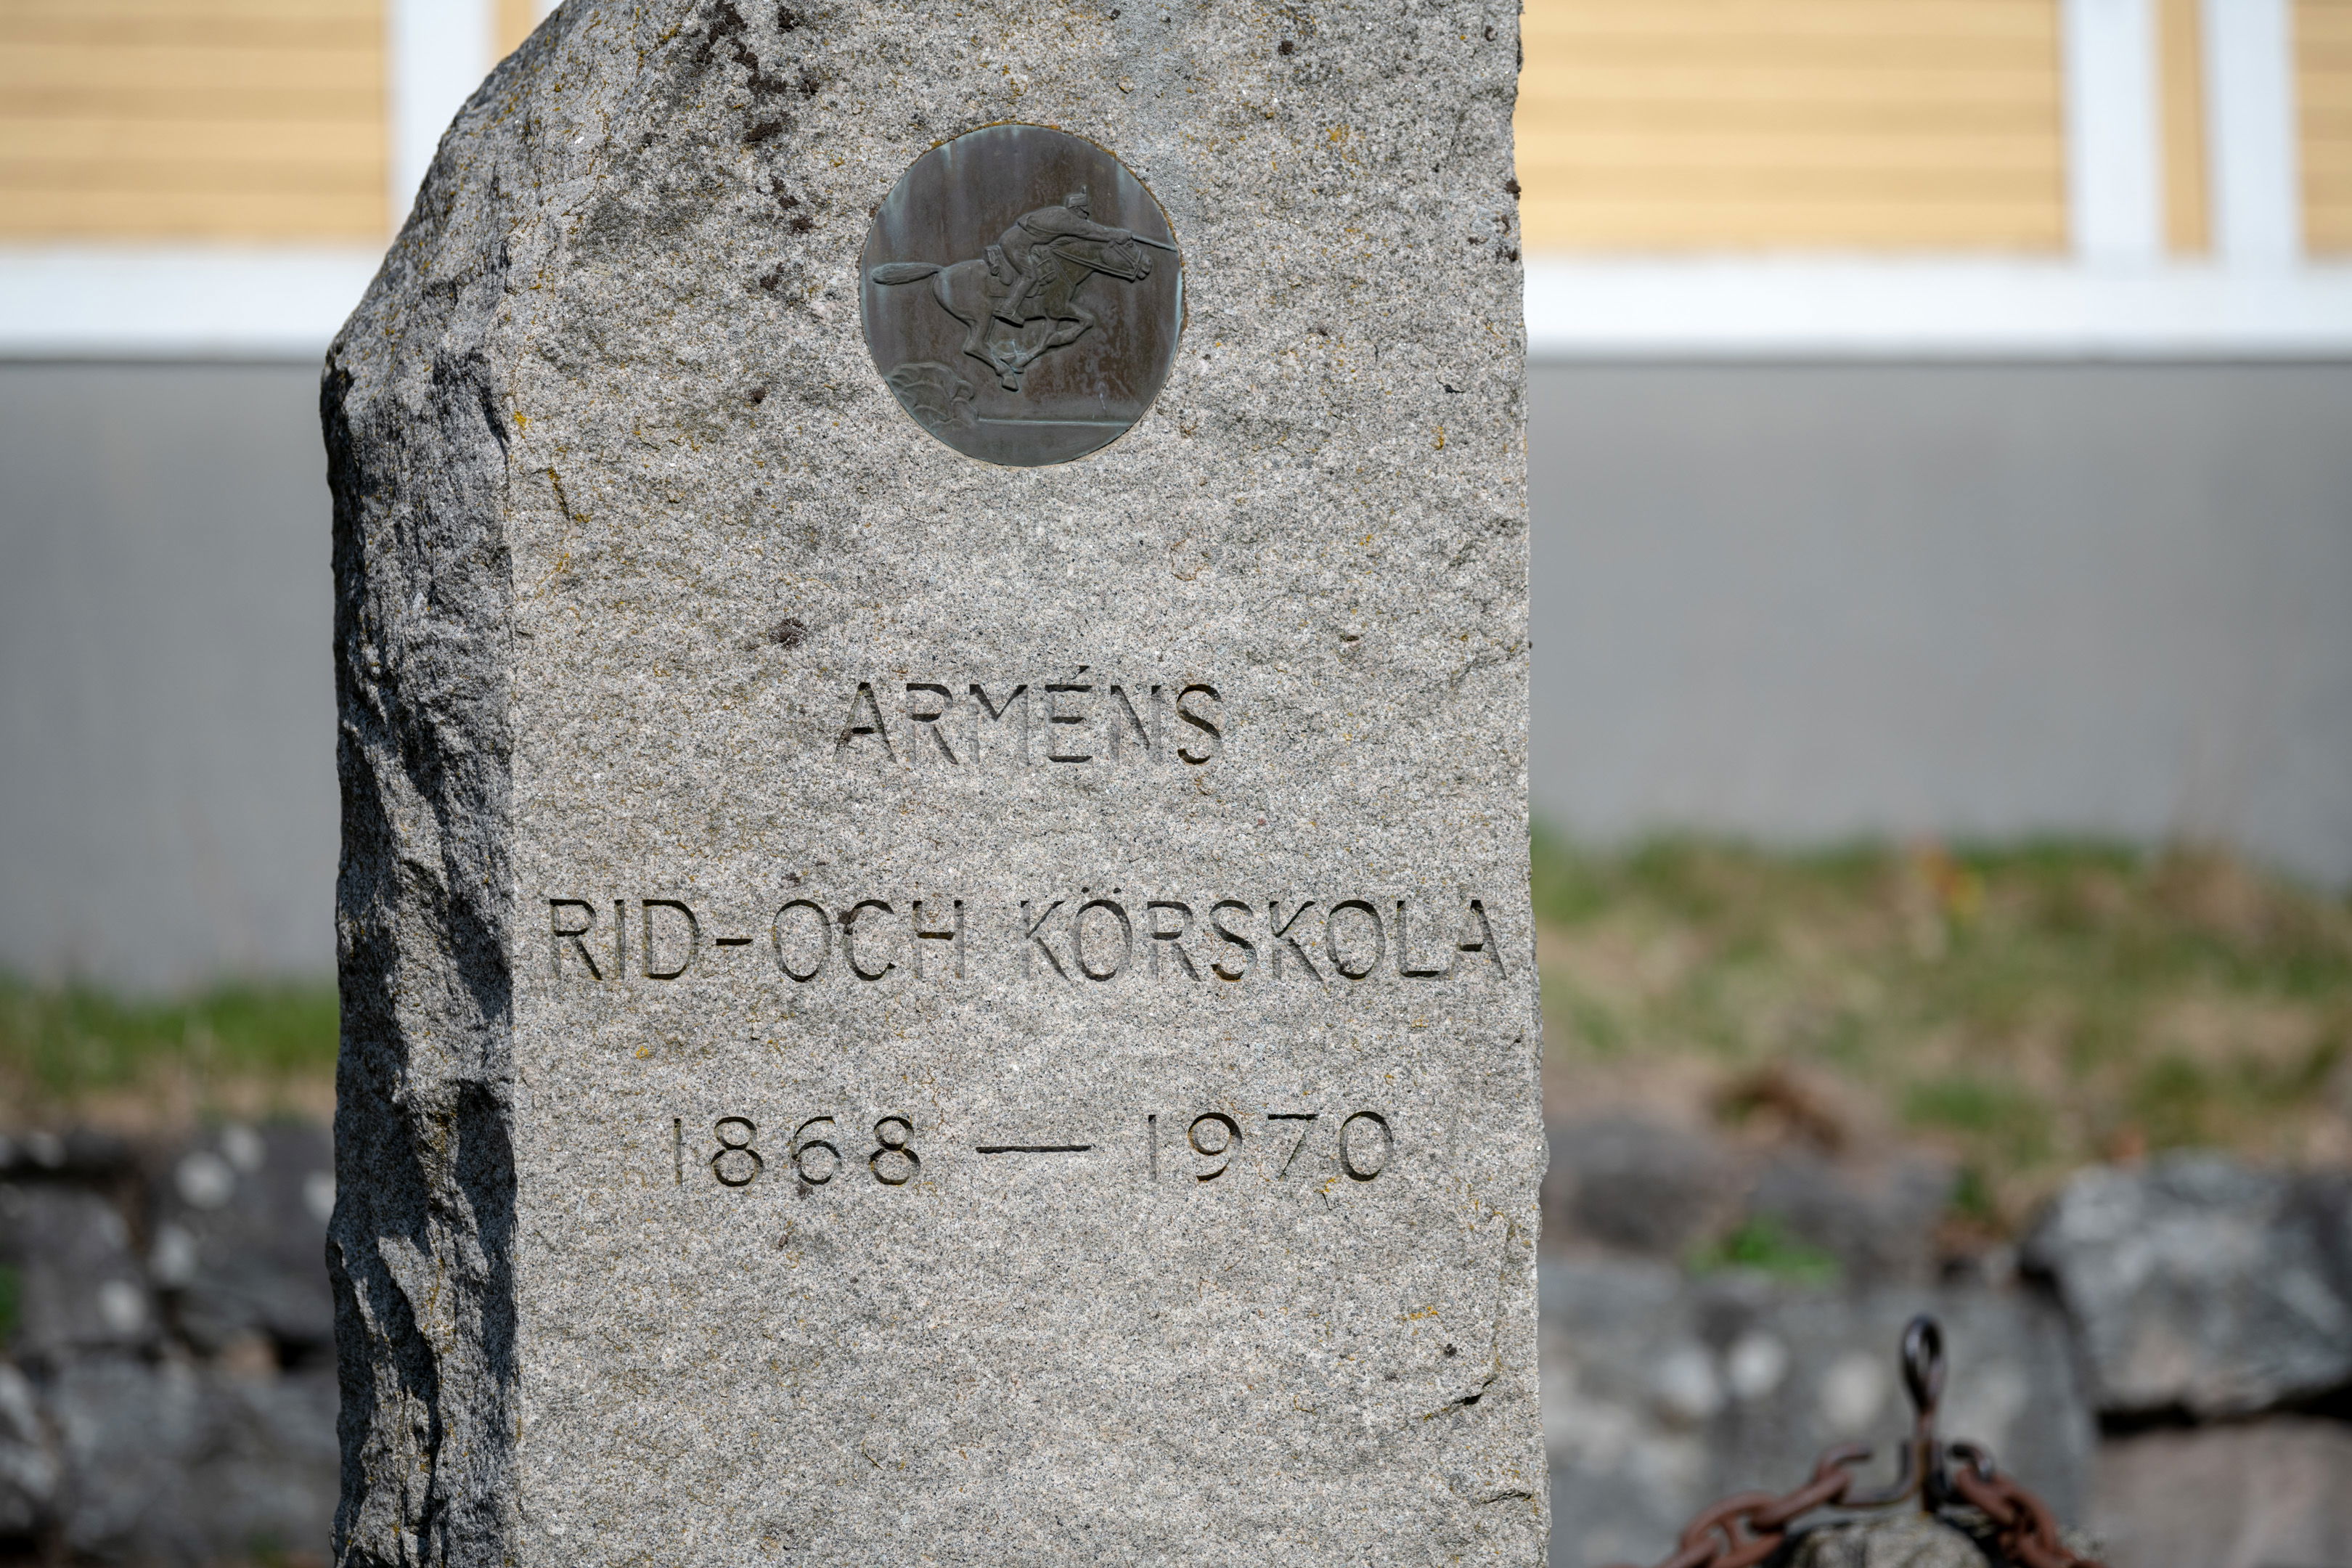 ARMÉNS
RID-OCH KÖRSKOLA
1868 — 1970